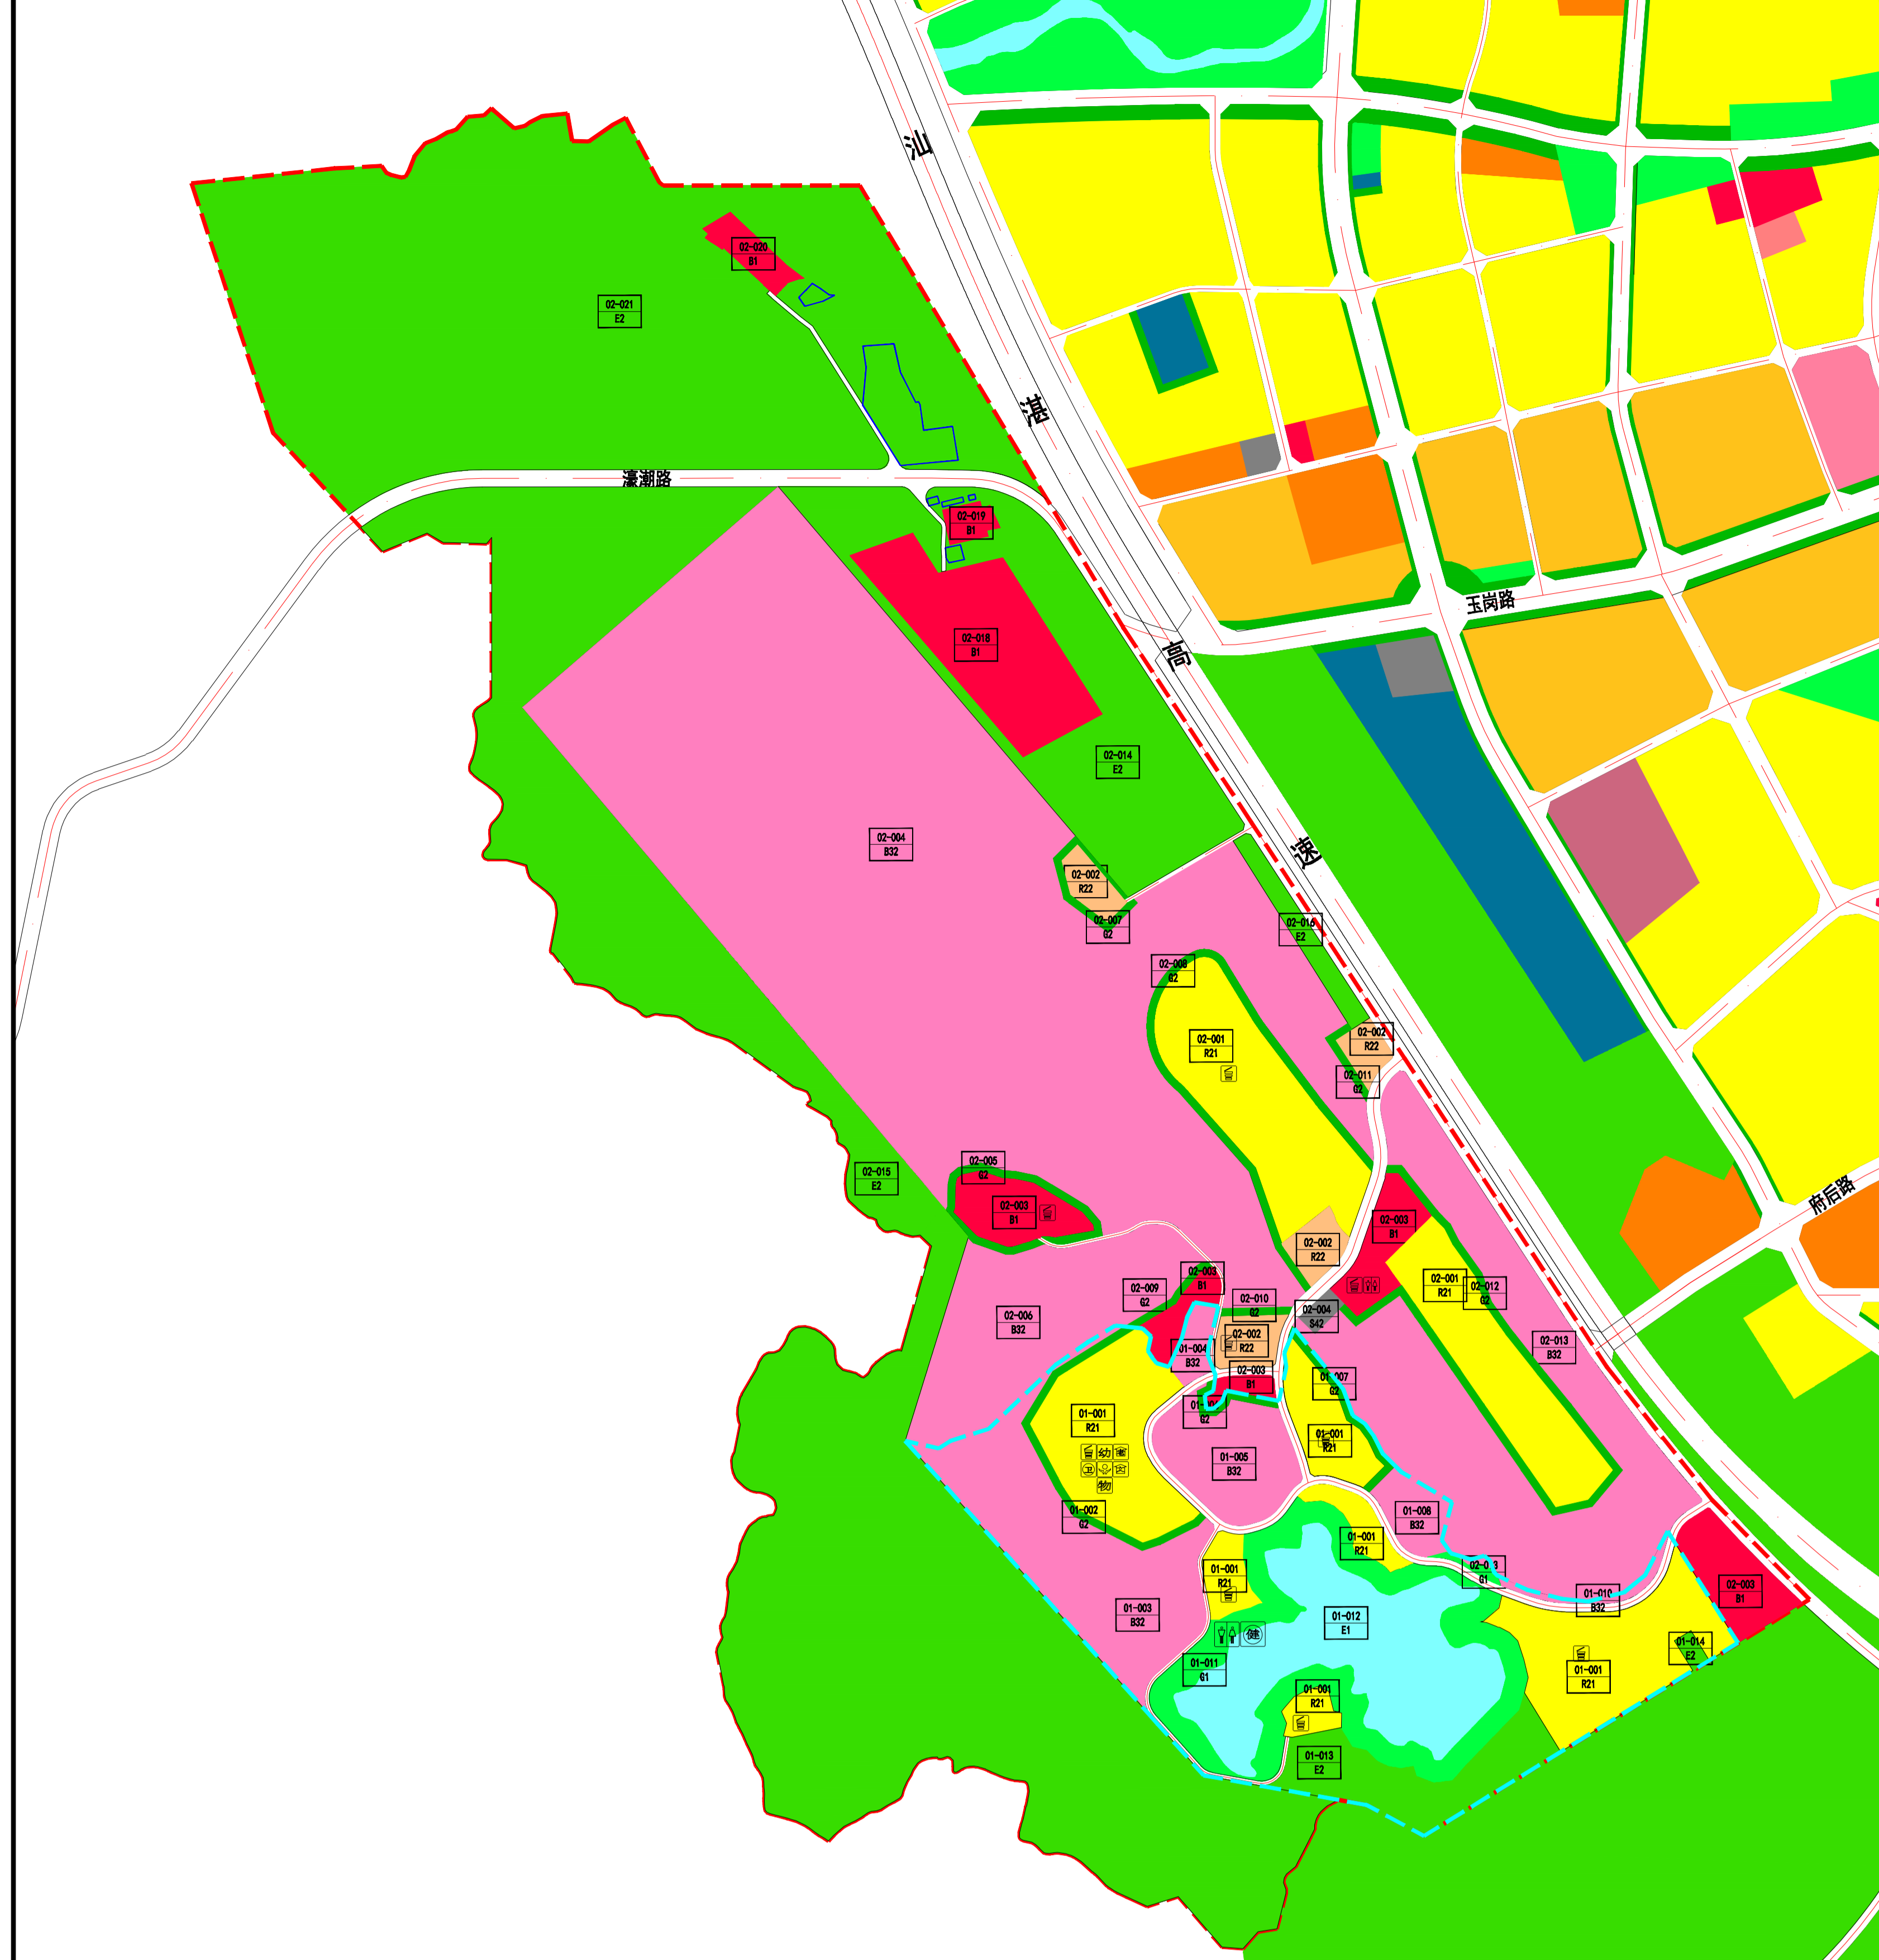 汕
02-020
B1
02-021
E2
湛
濠潮路
02-019
B1
玉岗路
02-018
B1
高
02-014
E2
02-004
B32
速
02-002
R22
02-007
G2
02-016
E2
02-008
G2
02-001
R21
02-002
R22
02-011
G2
02-005
G2
02-015
E2
02-003
B1
府后路
02-003
B1
02-002
R22
02-003
B1
02-001
R21
02-012
G2
02-009
G2
02-010
G2
02-004
S42
02-006
B32
02-002
R22
01-004
B32
02-013
B32
02-003
B1
01-007
G2
G2
01-001
R21
01-001
R21
幼
卫
物
01-005
B32
01-002
G2
01-008
B32
01-001
R21
01-001
R21
G1
01-010
B32
02-003
B1
01-003
B32
01-012
E1
健
01-014
E2
01-011
G1
01-001
R21
01-001
R21
01-013
E2